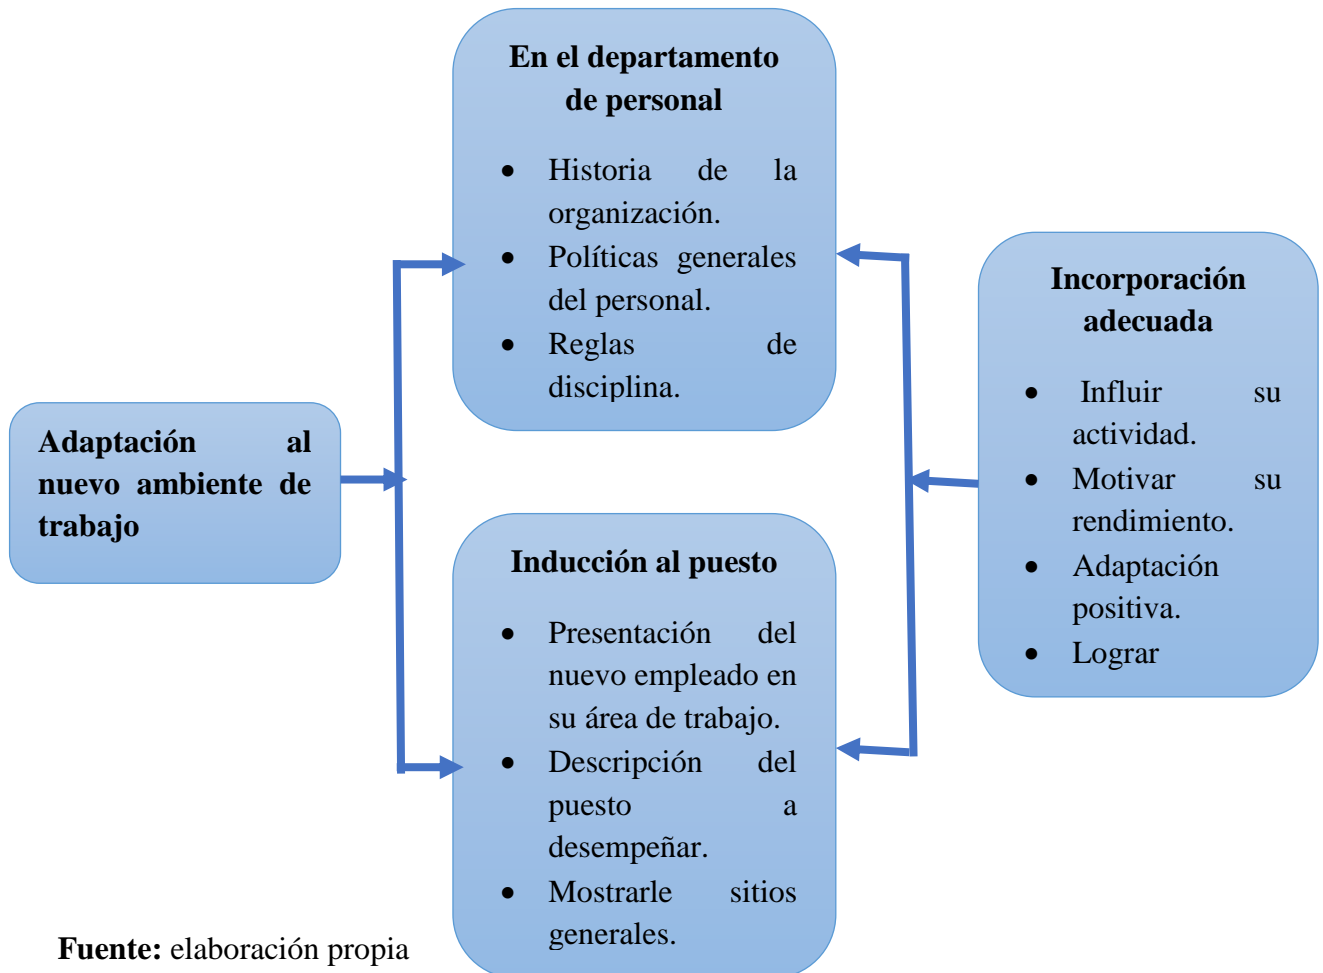 En el departamento
de personal
• Historia de la
organización.
• Políticas generales
del personal.
• Reglas de
disciplina.
Adaptación al
nuevo ambiente de
trabajo
Inducción al puesto
• Presentación del
nuevo empleado en
su área de trabajo.
• Descripción del
puesto a
desempeñar.
• Mostrarle sitios
generales.
Incorporación
adecuada
• Influir su
actividad.
• Motivar su
rendimiento.
• Adaptación
positiva.
• Lograr
Fuente: elaboración propia